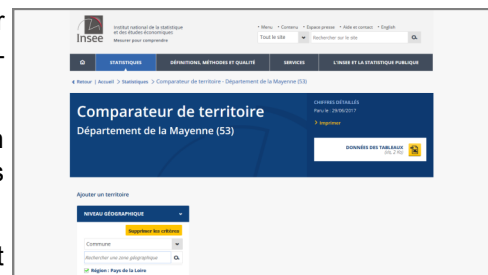 Insee
Institut national de la statistique
et des études économiques
Mesurer pour comprendre
Menu • Contenu • Espace presse • Aide et contact • English
Tout le site
Rechercher sur le site
STATISTIQUES DÉFINITIONS, MÉTHODES ET QUALITÉ SERVICES L'INSEE ET LA STATISTIQUE PUBLIQUE
Retour | Accueil > Statistiques > Comparateur de territoire - Département de la Mayenne (53)
Comparateur de territoire
Département de la Mayenne (53)
CHIFFRES DÉTAILLÉS
Paru le : 29/06/2017
> Imprimer
DONNÉES DES TABLEAUX
Ajouter un territoire
NIVEAU GÉOGRAPHIQUE
Supprimer les critères
Commune
Rechercher une zone géographique
Région : Pays de la Loire